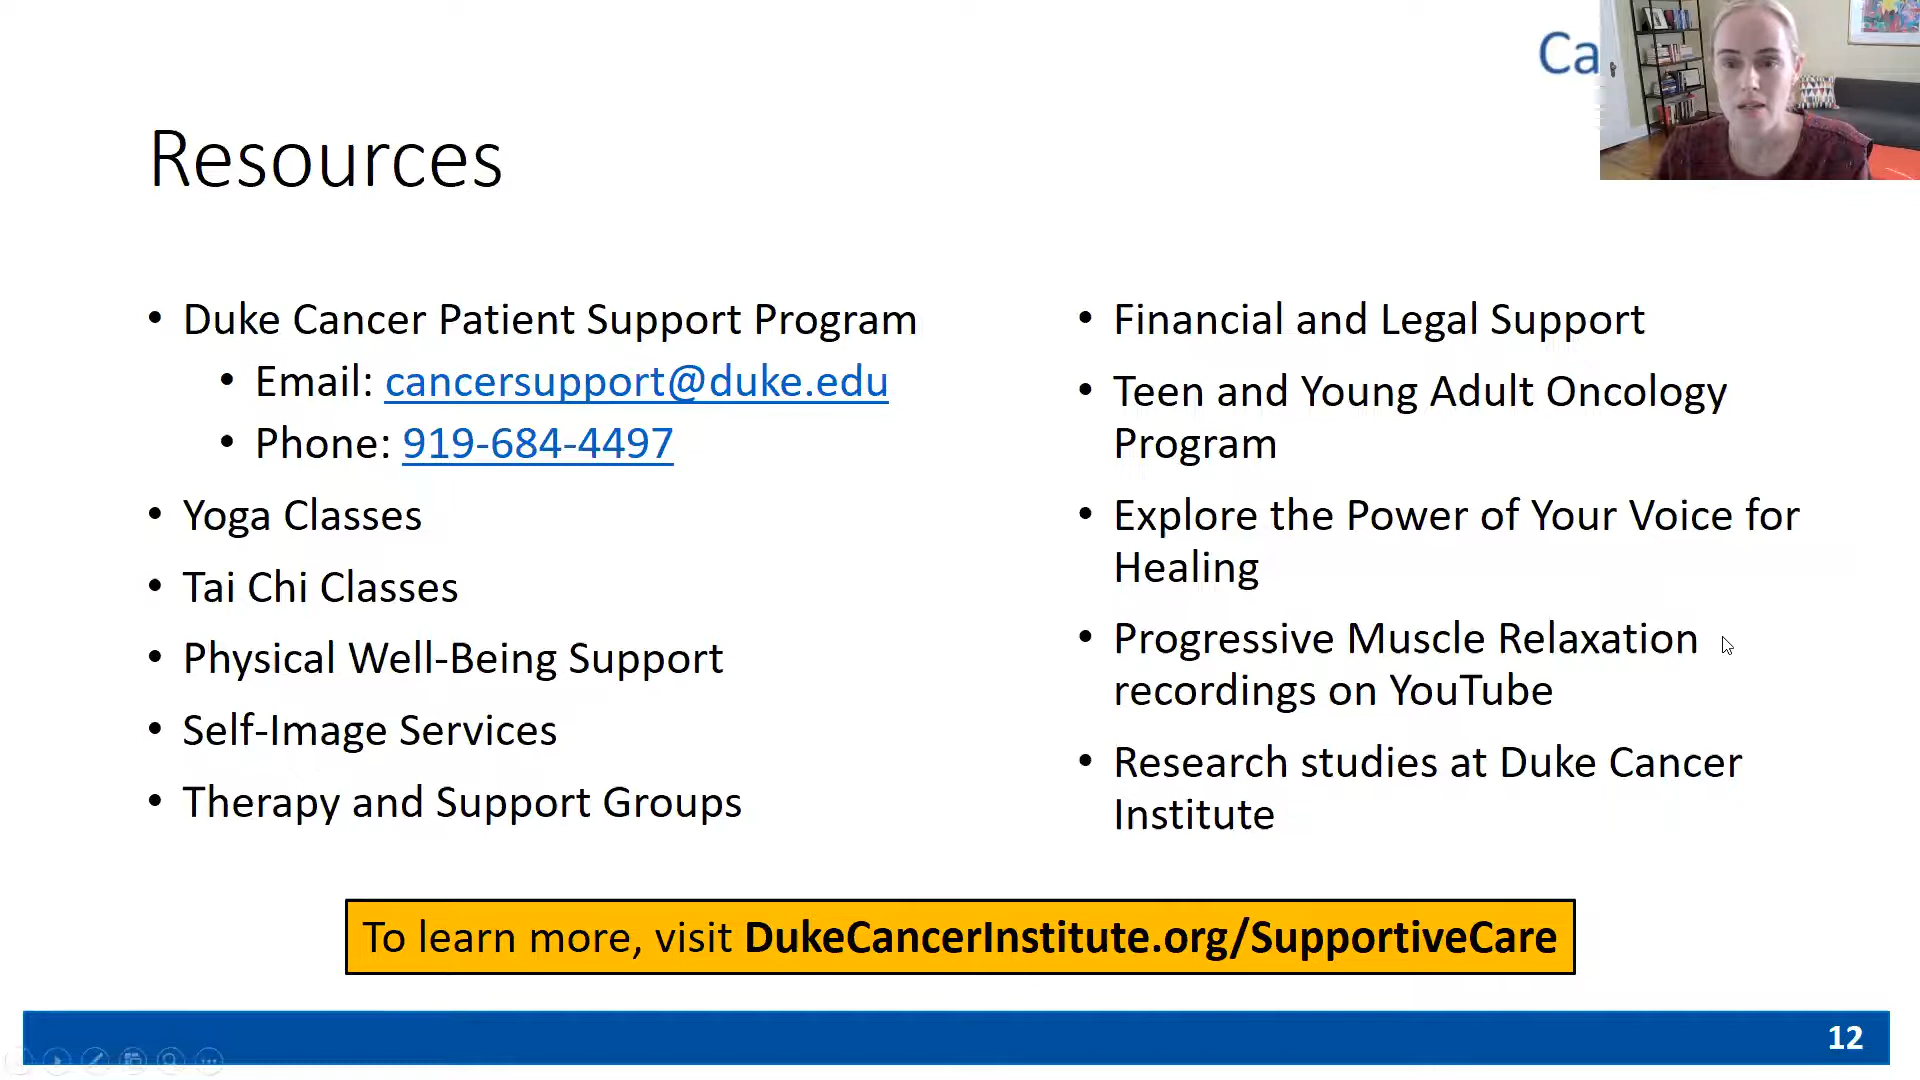 Ca
Resources
• Duke Cancer Patient Support Program
• Email: cancersupport@duke.edu
• Phone: 919-684-4497
• Yoga Classes
• Tai Chi Classes
• Physical Well-Being Support
• Self-Image Services
• Therapy and Support Groups
• Financial and Legal Support
• Teen and Young Adult Oncology
Program
• Explore the Power of Your Voice for
Healing
• Progressive Muscle Relaxation
recordings on YouTube
• Research studies at Duke Cancer
Institute
To learn more, visit DukeCancerInstitute.org/SupportiveCare
12